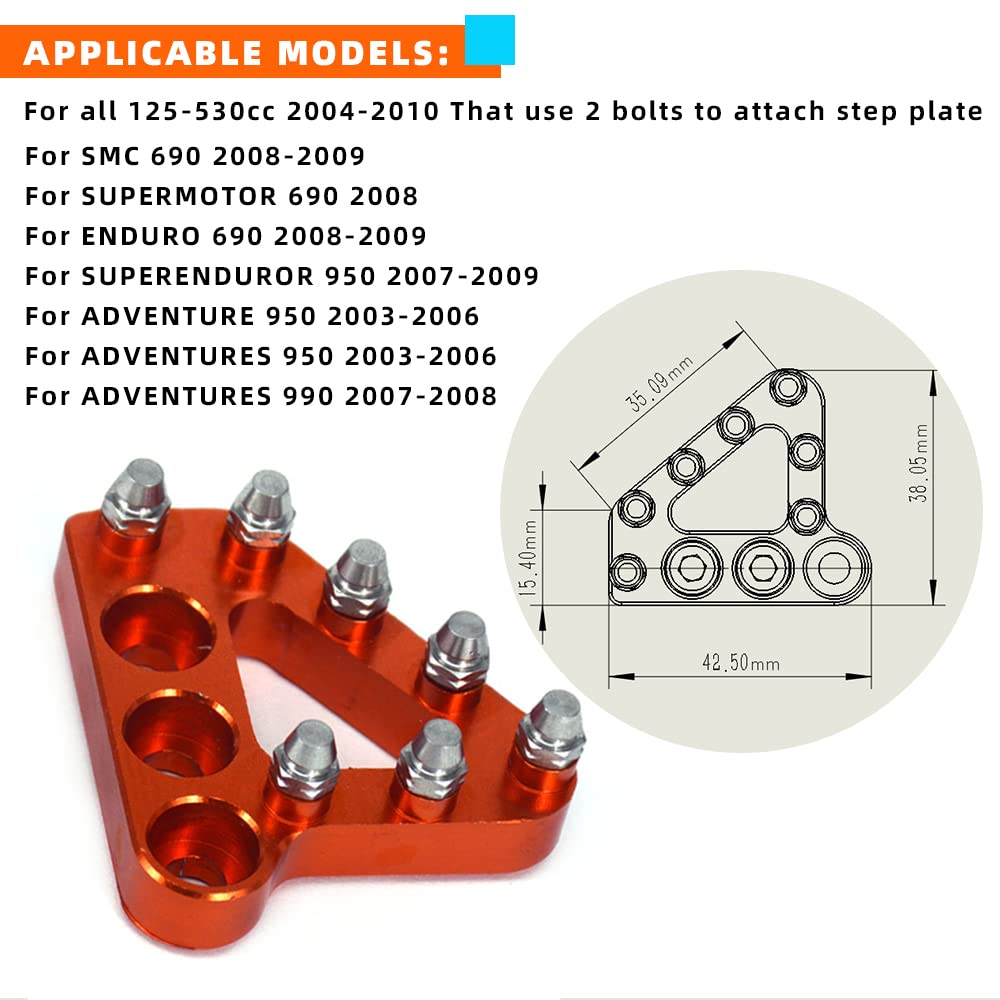 APPLICABLE MODELS:
For all 125-530cc 2004-2010 That use 2 bolts to attach step plate
For SMC 690 2008-2009
For SUPERMOTOR 690 2008
For ENDURO 690 2008-2009
For SUPERENDUROR 950 2007-2009
For ADVENTURE 950 2003-2006
For ADVENTURES 950 2003-2006
For ADVENTURES 990 2007-2008
35.09mm
38.05mm
15.40mm
42.50mm